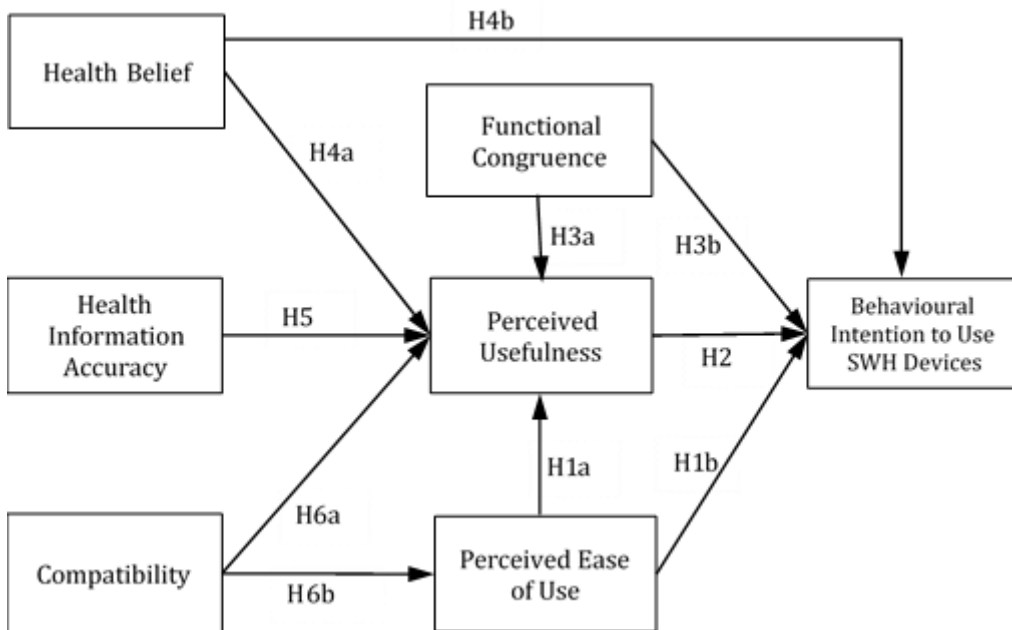 H4b
Health Belief
H4a
Functional
Congruence
H3a
H3b
Health
Information
Accuracy
H5
Perceived
Usefulness
H2
Behavioural
Intention to Use
SWH Devices
H1a
H1b
H6a
Compatibility
H6b
Perceived Ease
of Use